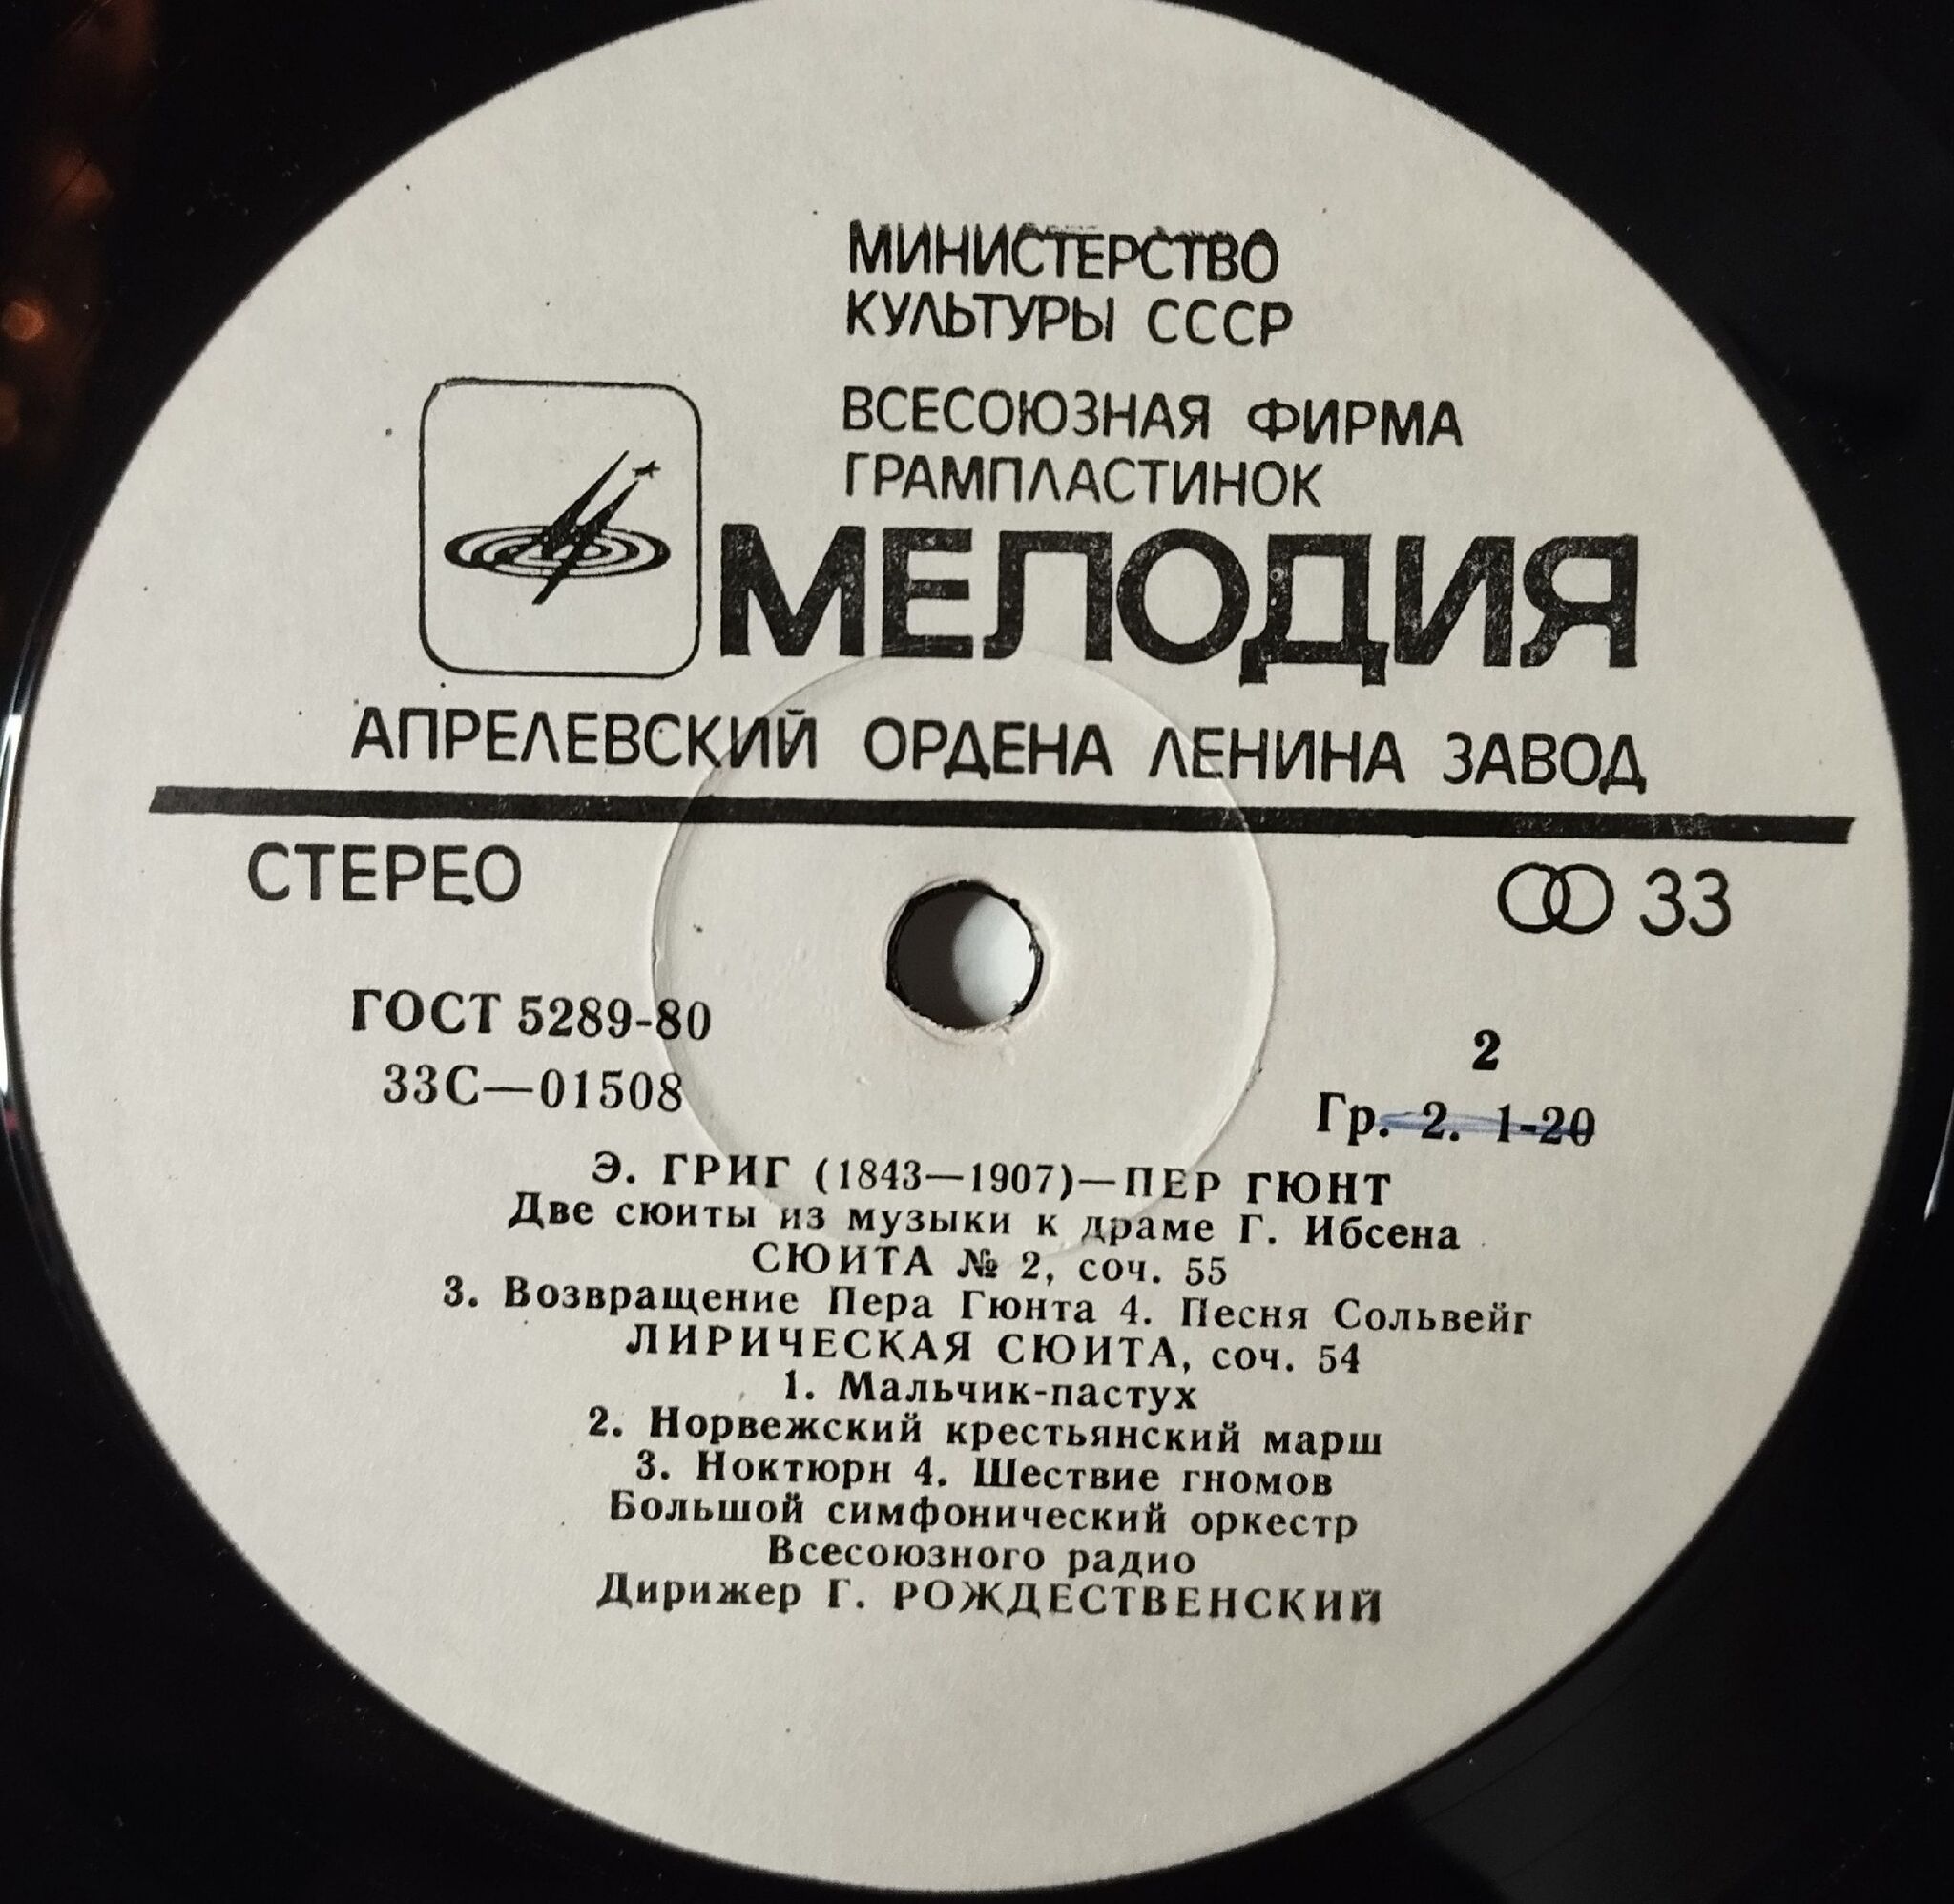 МИНИСТЕРСТВО
КУЛЬТУРЫ СССР
ВСЕСОЮЗНАЯ ФИРМА
ГРАМПЛАСТИНОК
МЕЛОДИЯ
АПРЕЛЕВСКИЙ ОРДЕНА ЛЕНИНА ЗАВОД
СТЕРЕО
33
ГОСТ 5289-80
33С—01508
2
Гр. 2. 1-20
Э. ГРИГ (1843—1907)—ПЕР ГЮНТ
Две сюиты из музыки к драме Г. Ибсена
СЮИТА № 2, соч. 55
3. Возвращение Пера Гюнта 4. Песня Сольвейг
ЛИРИЧЕСКАЯ СЮИТА, соч. 54
1. Мальчик-пастух
2. Норвежский крестьянский марш
3. Ноктюрн 4. Шествие гномов
Большой симфонический оркестр
Всесоюзного радио
Дирижер Г. РОЖДЕСТВЕНСКИЙ